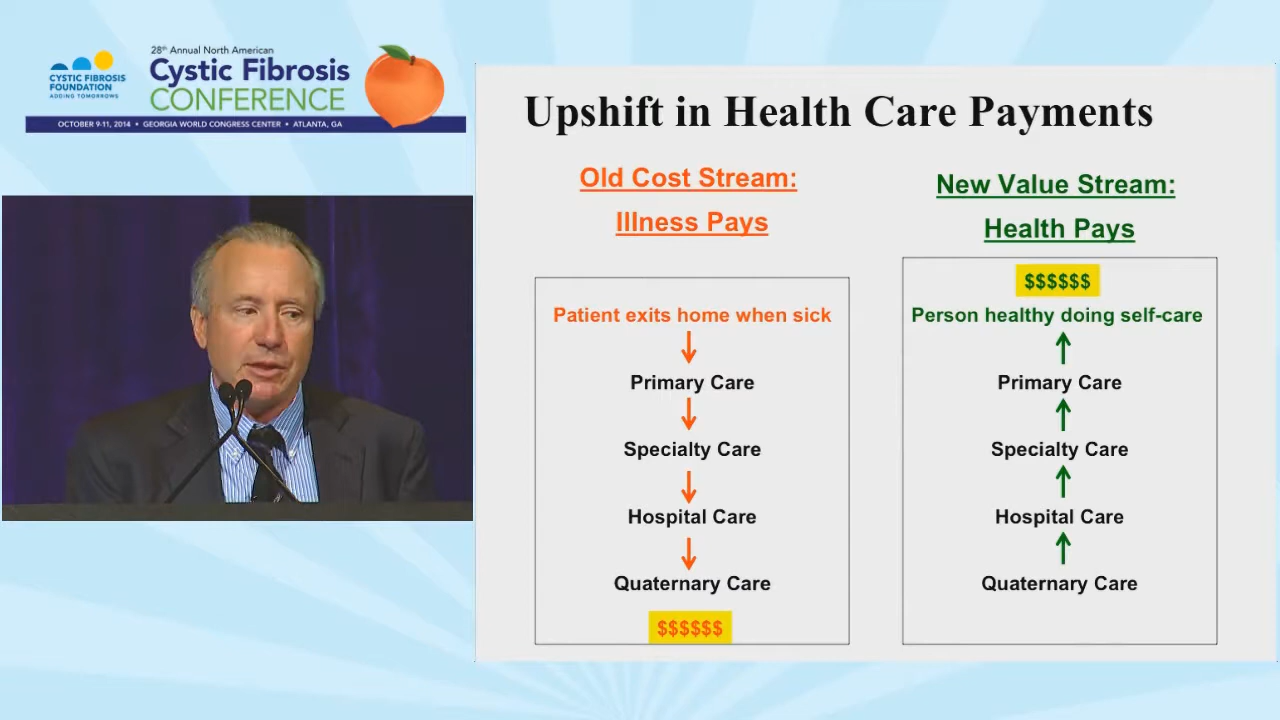 28th Annual North American
Cystic Fibrosis
CONFERENCE
CYSTIC FIBROSIS
FOUNDATION
ADDING TOMORROWS
OCTOBER 9-11, 2014 • GEORGIA WORLD CONGRESS CENTER • ATLANTA, GA
Upshift in Health Care Payments
Old Cost Stream:
Illness Pays
Patient exits home when sick
Primary Care
Specialty Care
Hospital Care
Quaternary Care
$$$$$$
New Value Stream:
Health Pays
$$$$$$
Person healthy doing self-care
Primary Care
Specialty Care
Hospital Care
Quaternary Care